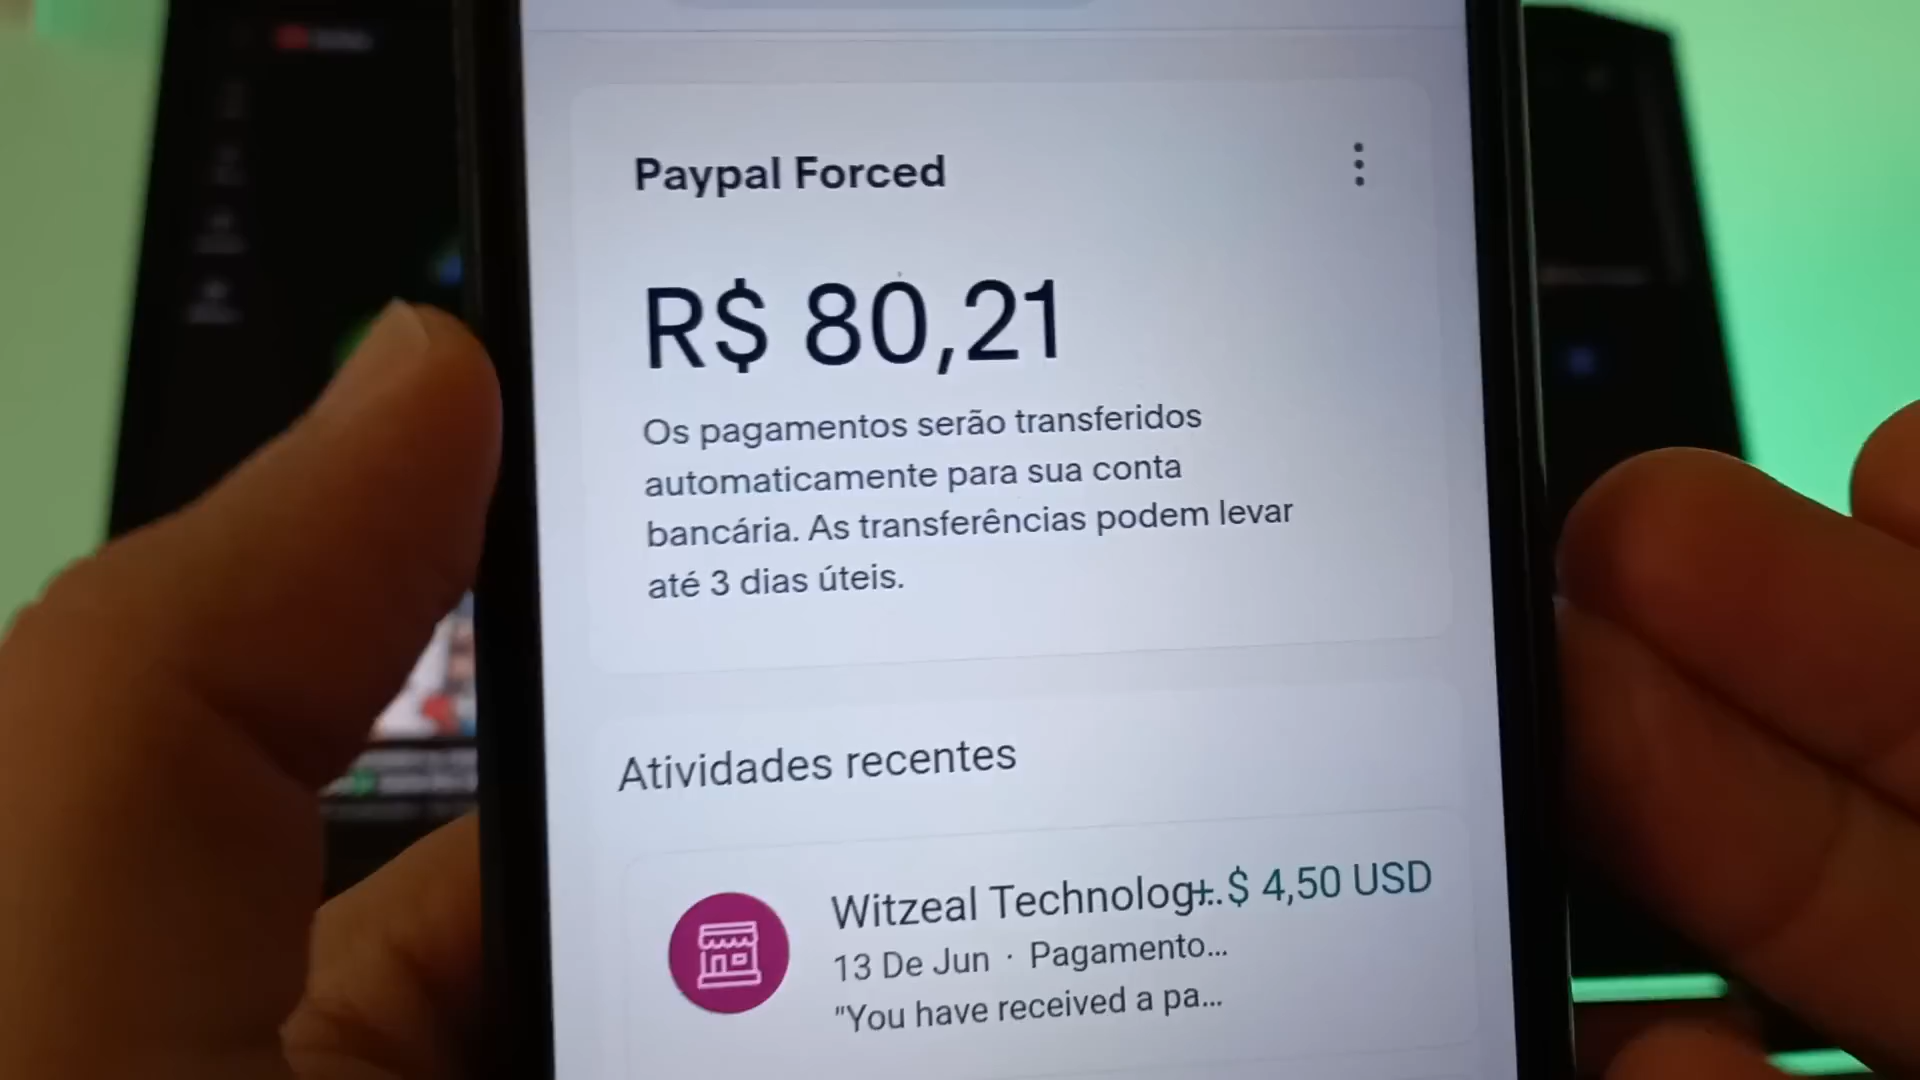 Paypal Forced
R$ 80,21
Os pagamentos serão transferidos
automaticamente para sua conta
bancária. As transferências podem levar
até 3 dias úteis.
Atividades recentes
Witzeal Technolog... +$ 4,50 USD
13 De Jun · Pagamento...
"You have received a pa...